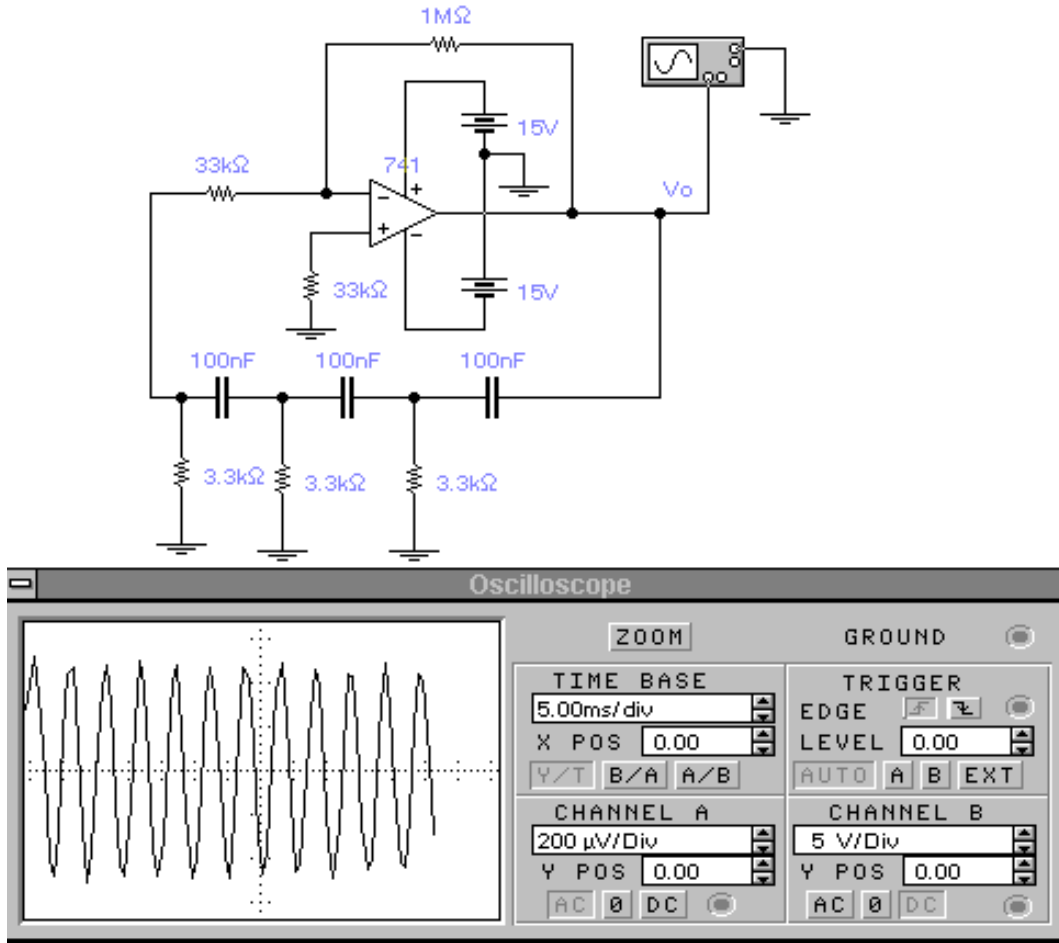 1MΩ
15V
33kΩ
741
+
−
Vo
+
−
33kΩ
15V
100nF 100nF 100nF
3.3kΩ 3.3kΩ 3.3kΩ
Oscilloscope
ZOOM GROUND
TIME BASE
5.00ms/div
X POS 0.00
Y/T B/A A/B
TRIGGER
EDGE
LEVEL 0.00
AUTO A B EXT
CHANNEL A
200 µV/Div
Y POS 0.00
AC 0 DC
CHANNEL B
5 V/Div
Y POS 0.00
AC 0 DC